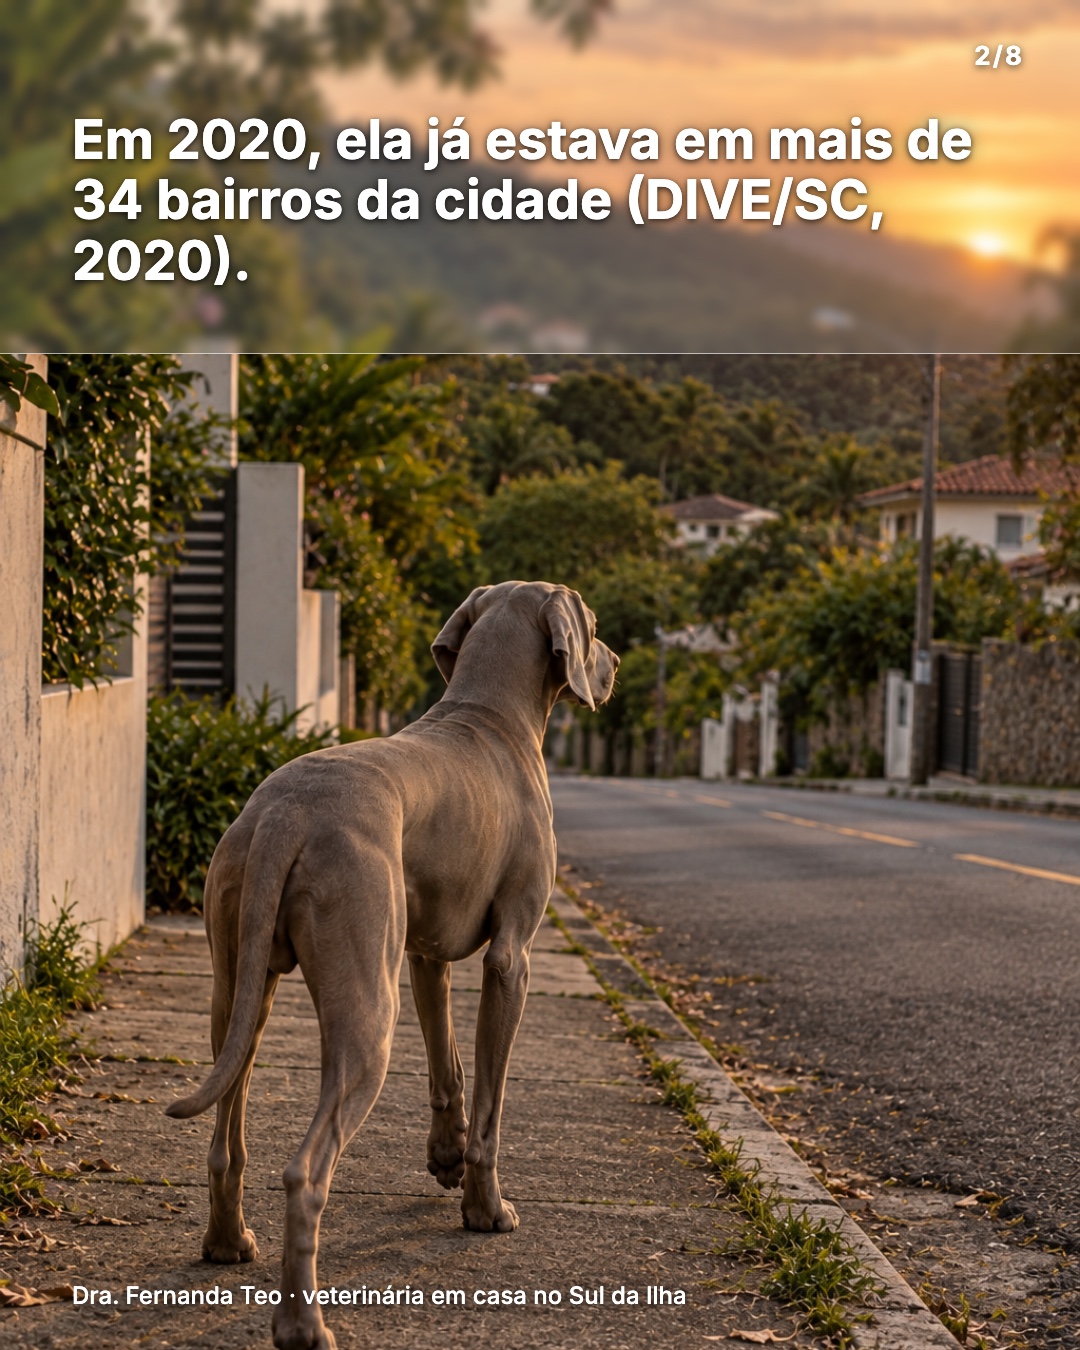 2/8
Em 2020, ela já estava em mais de
34 bairros da cidade (DIVE/SC,
2020).
Dra. Fernanda Teo · veterinária em casa no Sul da Ilha